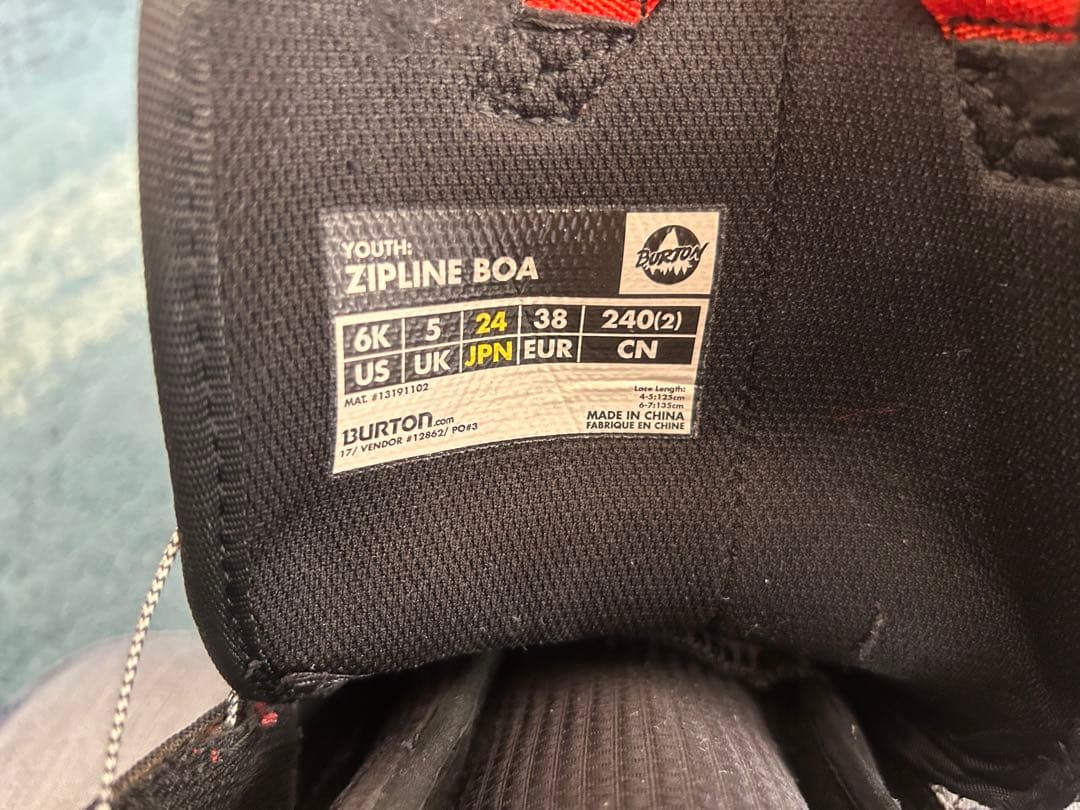 YOUTH:
ZIPLINE BOA
BURTON
6K 5 24 38 240(2)
US UK JPN EUR CN
MAT. #13191102
Lace Length:
4-5:125cm
6-7:135cm
BURTON.com
MADE IN CHINA
FABRIQUE EN CHINE
17/ VENDOR #12862/ PO#3